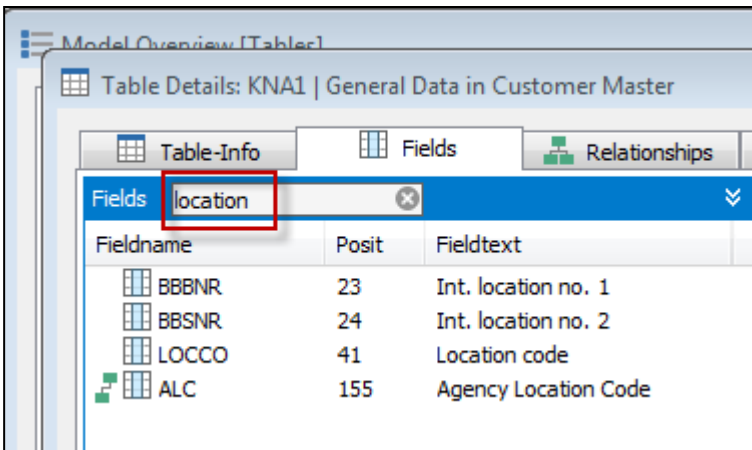 Model Overview [Tables]
Table Details: KNA1 | General Data in Customer Master
Table-Info Fields Relationships
Fields location
Fieldname Posit Fieldtext
BBBNR 23 Int. location no. 1
BBSNR 24 Int. location no. 2
LOCCO 41 Location code
ALC 155 Agency Location Code